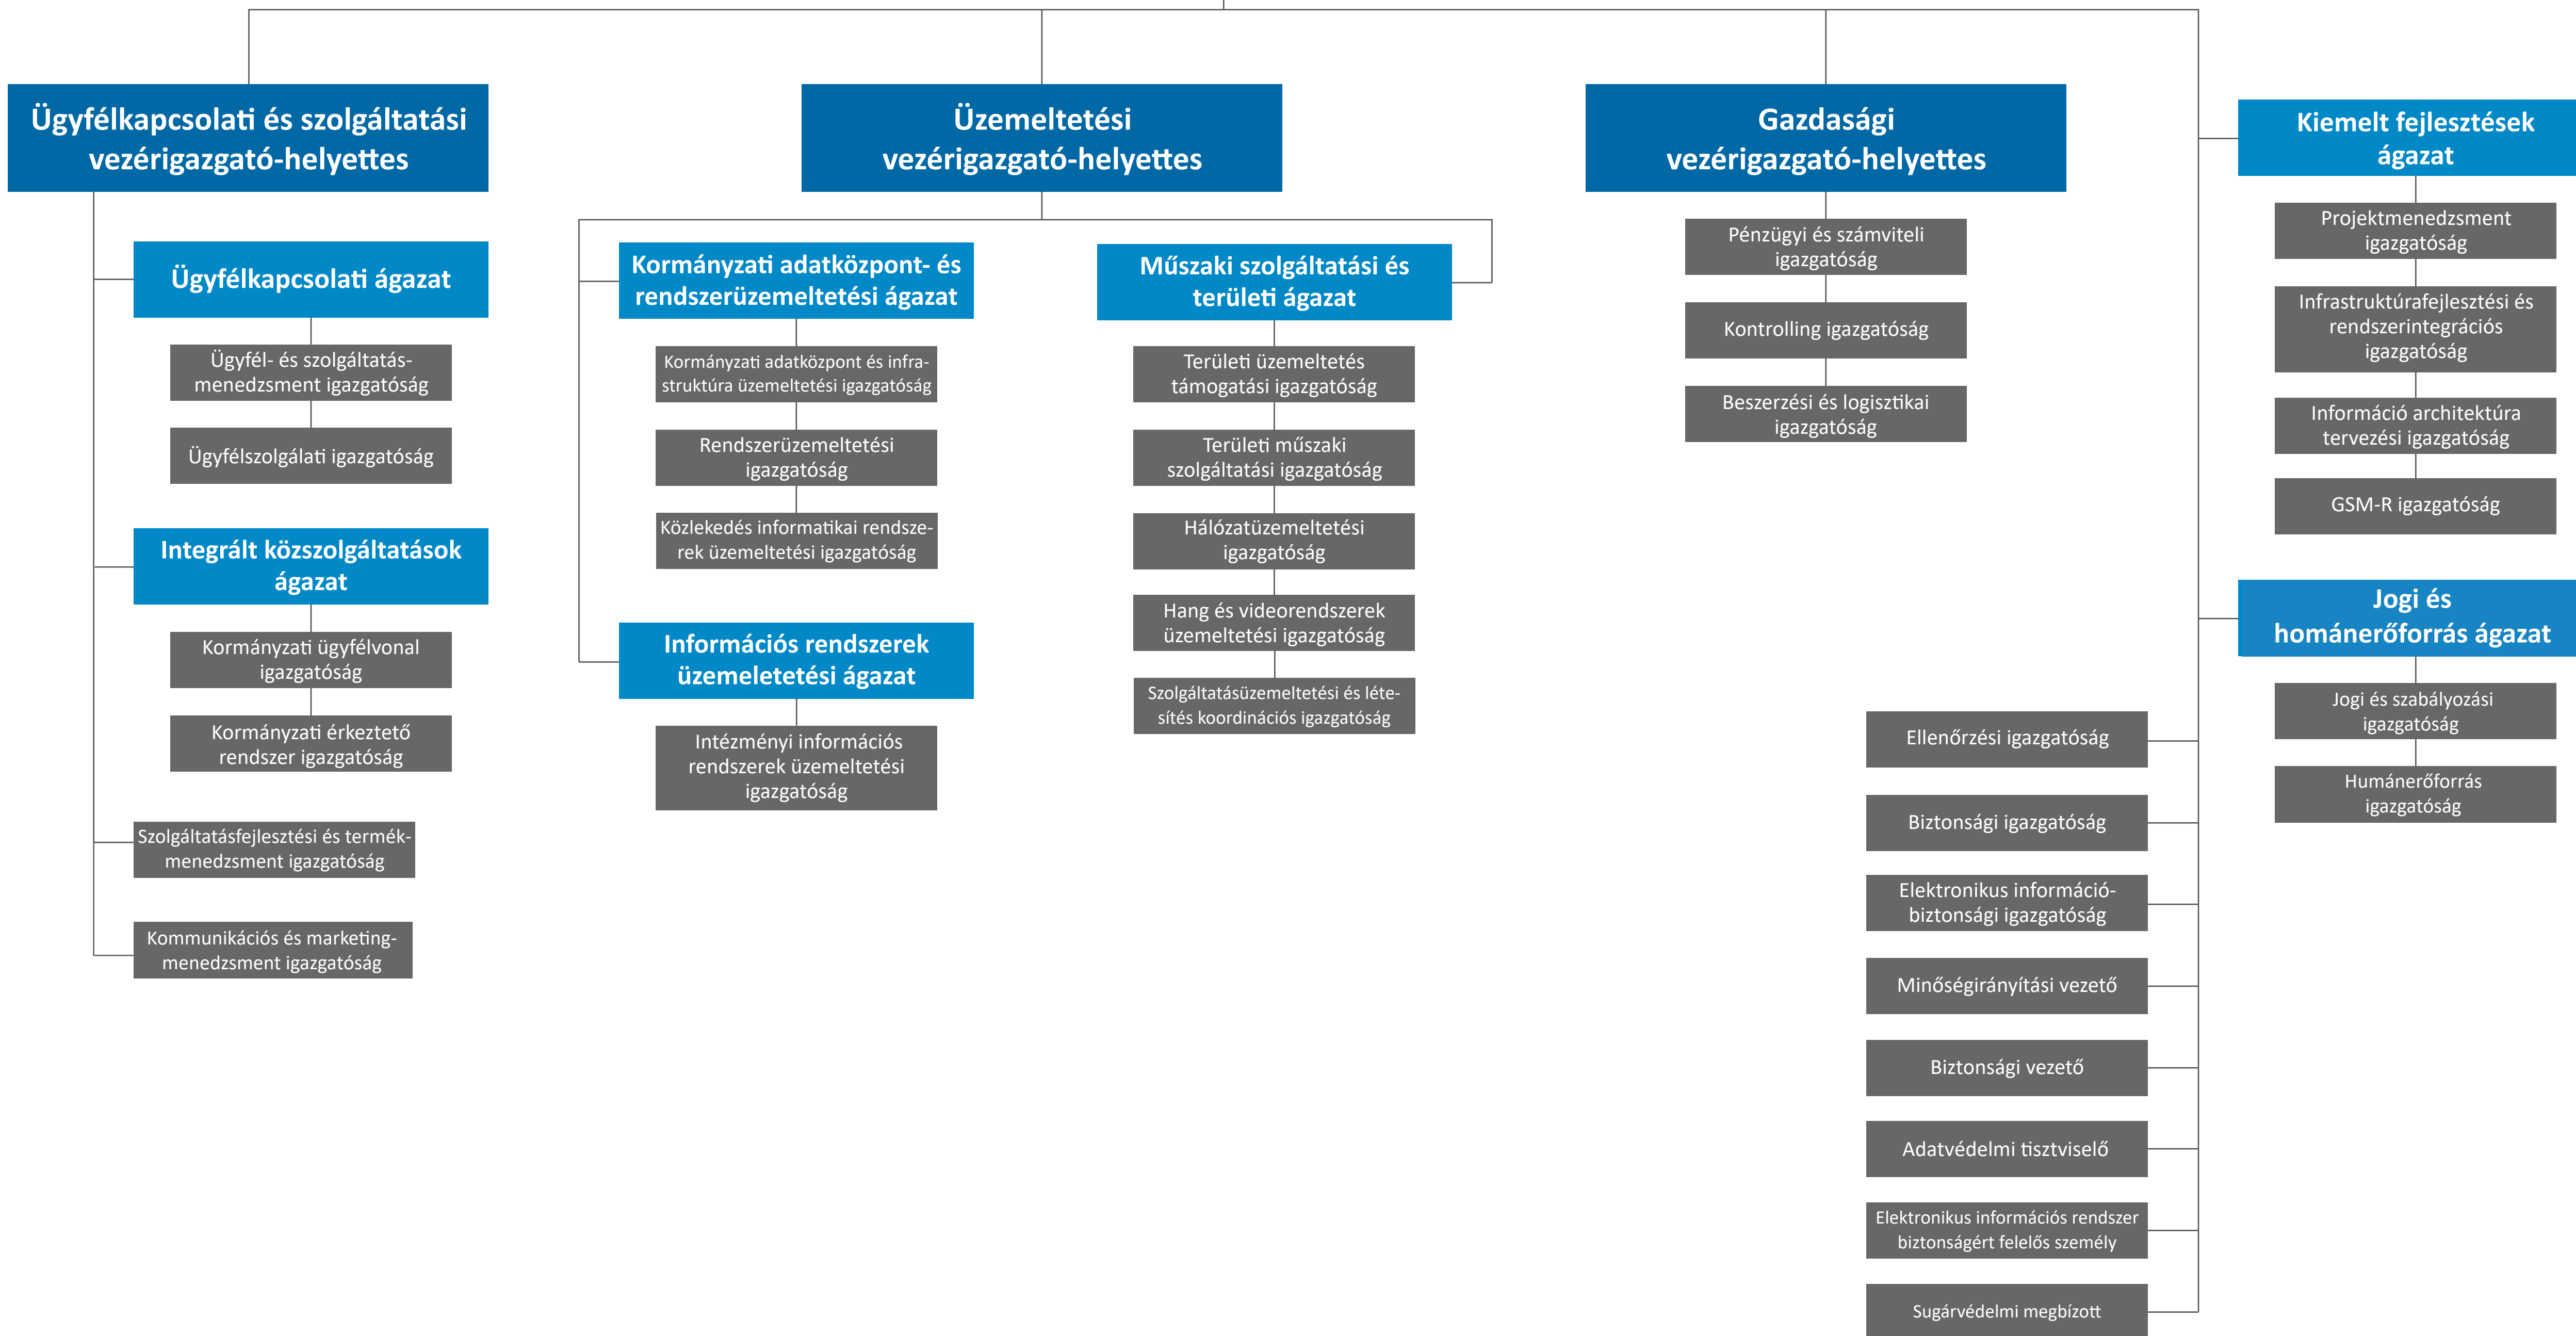 Ügyfélkapcsolati és szolgáltatási
vezérigazgató-helyettes
Ügyfélkapcsolati ágazat
Ügyfél- és szolgáltatás-
menedzsment igazgatóság
Ügyfélszolgálati igazgatóság
Integrált közszolgáltatások
ágazat
Kormányzati ügyfélvonal
igazgatóság
Kormányzati érkeztető
rendszer igazgatóság
Szolgáltatásfejlesztési és termék-
menedzsment igazgatóság
Kommunikációs és marketing-
menedzsment igazgatóság
Üzemeltetési
vezérigazgató-helyettes
Kormányzati adatközpont- és
rendszerüzemeltetési ágazat
Kormányzati adatközpont és infra-
struktúra üzemeltetési igazgatóság
Rendszerüzemeltetési
igazgatóság
Közlekedés informatikai rendsze-
rek üzemeltetési igazgatóság
Információs rendszerek
üzemeletetési ágazat
Intézményi információs
rendszerek üzemeltetési
igazgatóság
Műszaki szolgáltatási és
területi ágazat
Területi üzemeltetés
támogatási igazgatóság
Területi műszaki
szolgáltatási igazgatóság
Hálózatüzemeltetési
igazgatóság
Hang és videorendszerek
üzemeltetési igazgatóság
Szolgáltatásüzemeltetési és léte-
sítés koordinációs igazgatóság
Gazdasági
vezérigazgató-helyettes
Pénzügyi és számviteli
igazgatóság
Kontrolling igazgatóság
Beszerzési és logisztikai
igazgatóság
Kiemelt fejlesztések
ágazat
Projektmenedzsment
igazgatóság
Infrastruktúrafejlesztési és
rendszerintegrációs
igazgatóság
Információ architektúra
tervezési igazgatóság
GSM-R igazgatóság
Jogi és
hománerőforrás ágazat
Jogi és szabályozási
igazgatóság
Humánerőforrás
igazgatóság
Ellenőrzési igazgatóság
Biztonsági igazgatóság
Elektronikus információ-
biztonsági igazgatóság
Minőségirányítási vezető
Biztonsági vezető
Adatvédelmi tisztviselő
Elektronikus információs rendszer
biztonságért felelős személy
Sugárvédelmi megbízott